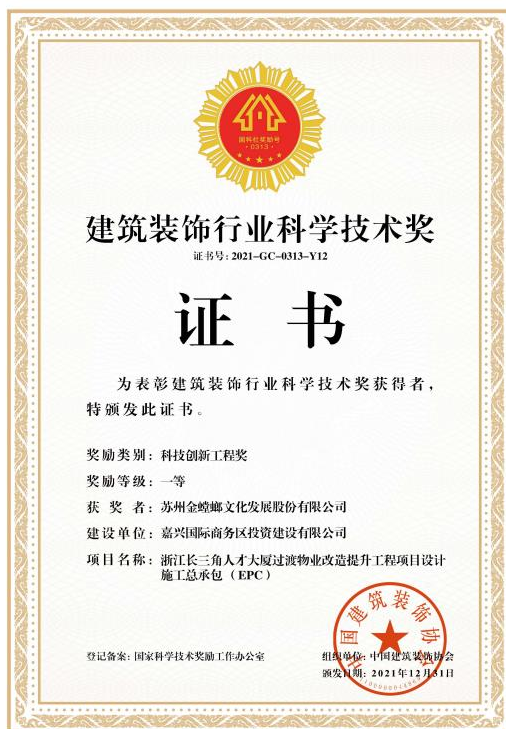 国科社奖励号
·0313·
建筑装饰行业科学技术奖
证书号：2021-GC-0313-Y12
证 书
为表彰建筑装饰行业科学技术奖获得者，
特颁发此证书。
奖励类别：科技创新工程奖
奖励等级：一等
获 奖 者：苏州金螳螂文化发展股份有限公司
建设单位：嘉兴国际商务区投资建设有限公司
项目名称：浙江长三角人才大厦过渡物业改造提升工程项目设计
施工总承包（EPC）
中国建筑装饰协会
登记备案：国家科学技术奖励工作办公室
组织单位：中国建筑装饰协会
颁发日期：2021年12月31日